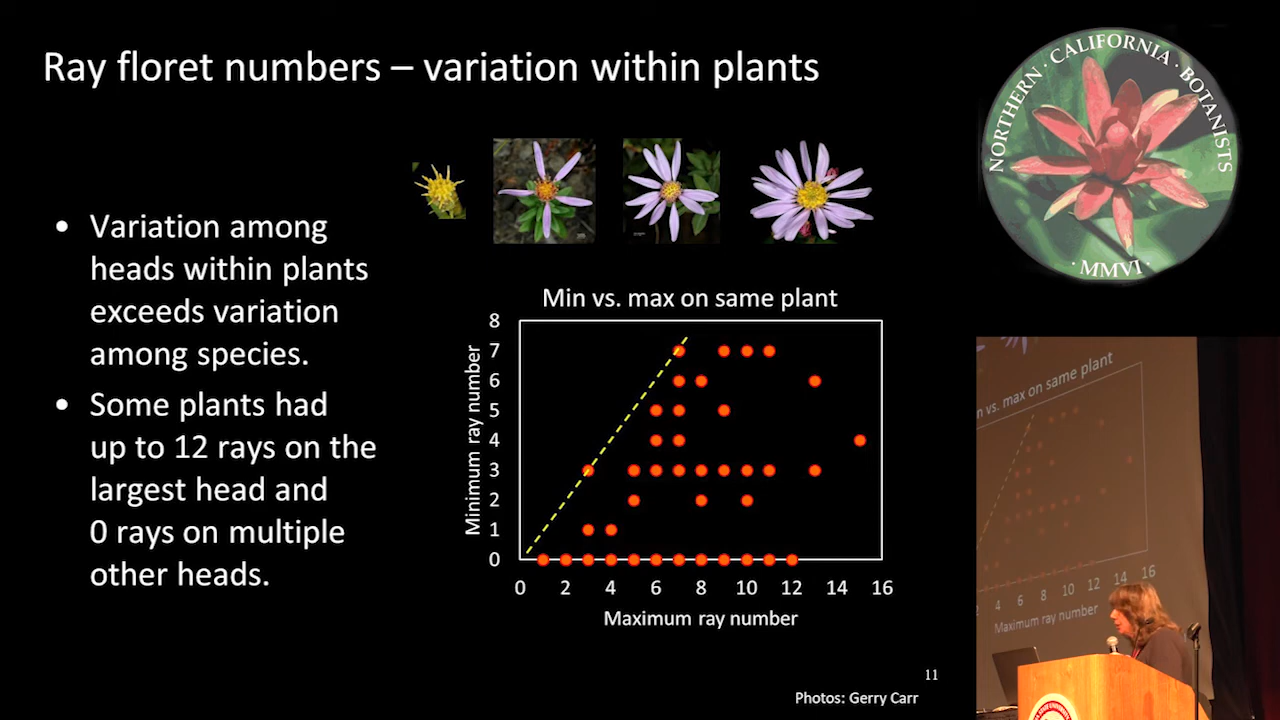 Ray floret numbers – variation within plants
• Variation among
heads within plants
exceeds variation
among species.
• Some plants had
up to 12 rays on the
largest head and
0 rays on multiple
other heads.
Min vs. max on same plant
Minimum ray number
8
7
6
5
4
3
2
1
0
0 2 4 6 8 10 12 14 16
Maximum ray number
11
Photos: Gerry Carr
NORTHERN · CALIFORNIA · BOTANISTS
· MMVI ·
vs. max on same plant
4 6 8 10 12 14 16
Maximum ray number